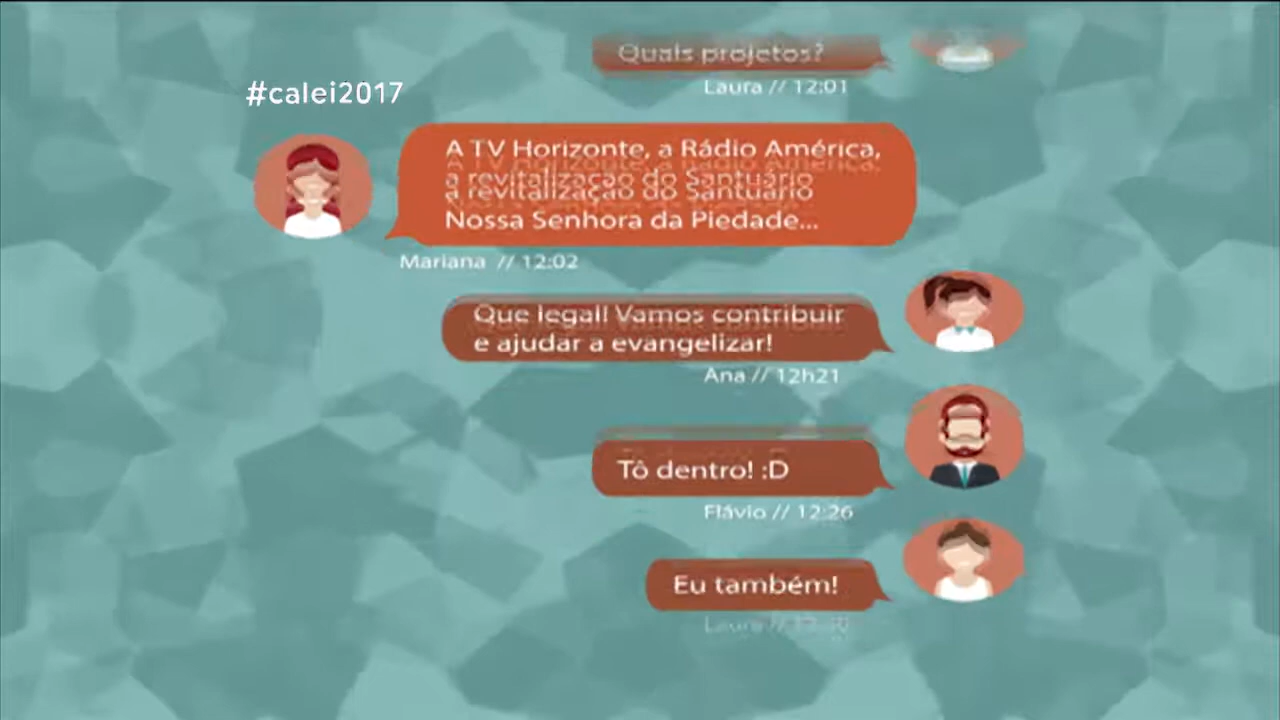 Quais projetos?
Laura // 12:01
#calei2017
A TV Horizonte, a Rádio América,
a revitalização do Santuário
Nossa Senhora da Piedade...
Mariana // 12:02
Que legal! Vamos contribuir
e ajudar a evangelizar!
Ana // 12h21
Tô dentro! :D
Flávio // 12:26
Eu também!
Laura //